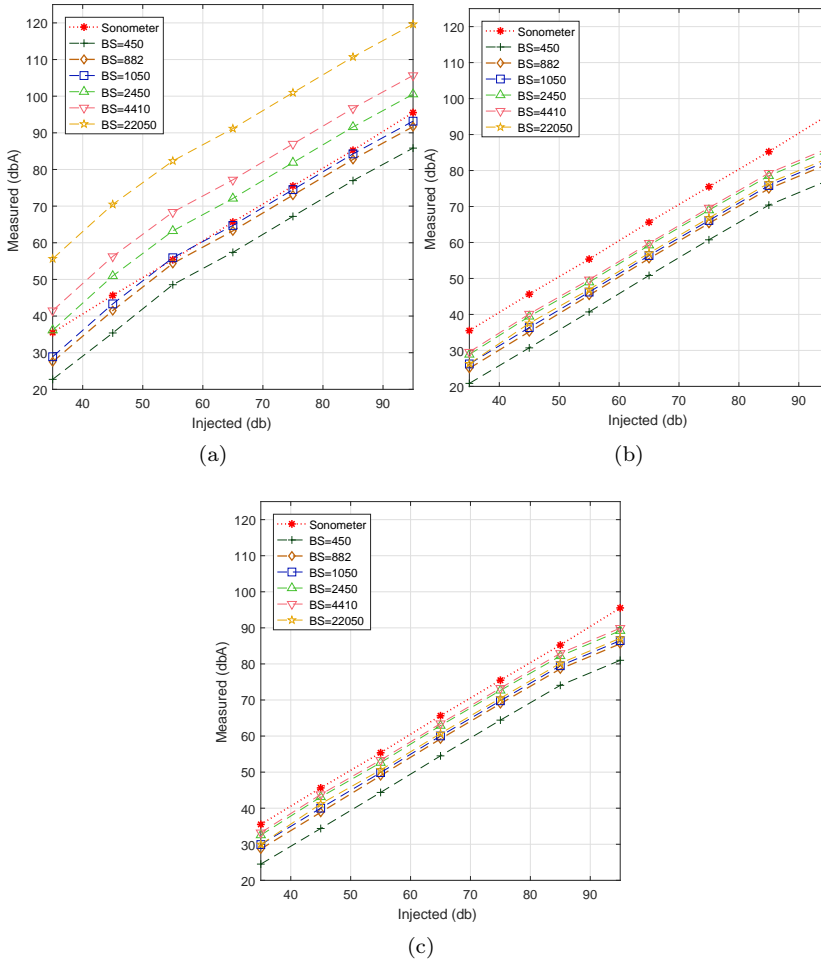 120
110
100
90
80
70
60
50
40
30
20
Measured (dbA)
Sonometer
BS=450
BS=882
BS=1050
BS=2450
BS=4410
BS=22050
40 50 60 70 80 90
Injected (db)
(a)
120
110
100
90
80
70
60
50
40
30
20
Measured (dbA)
Sonometer
BS=450
BS=882
BS=1050
BS=2450
BS=4410
BS=22050
40 50 60 70 80 90
Injected (db)
(b)
120
110
100
90
80
70
60
50
40
30
20
Measured (dbA)
Sonometer
BS=450
BS=882
BS=1050
BS=2450
BS=4410
BS=22050
40 50 60 70 80 90
Injected (db)
(c)